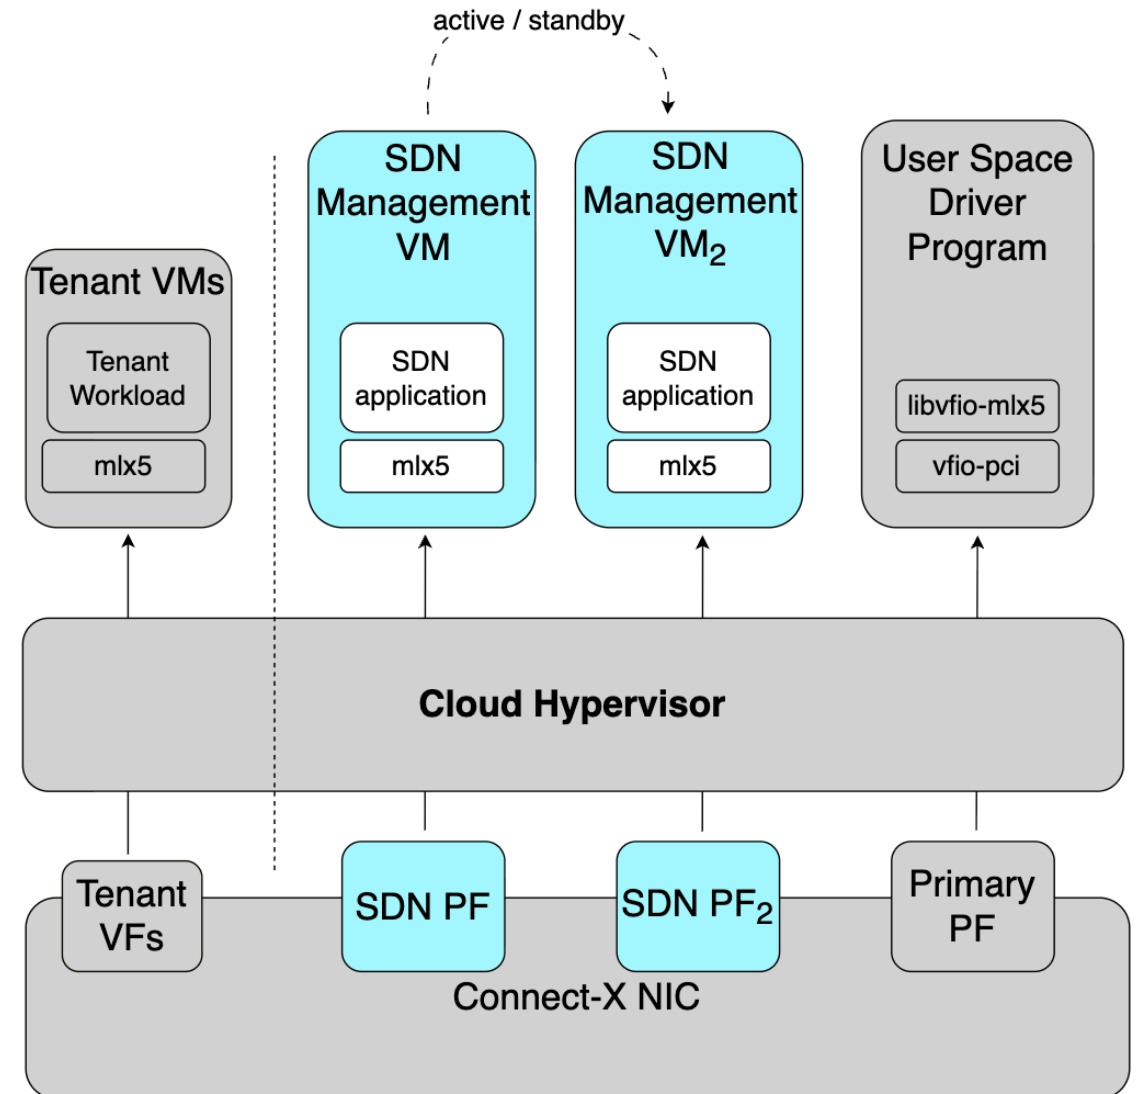 active / standby
SDN
Management
VM
SDN
Management
VM₂
User Space
Driver
Program
Tenant VMs
Tenant
Workload
mlx5
SDN
application
mlx5
SDN
application
mlx5
libvfio-mlx5
vfio-pci
Cloud Hypervisor
Tenant
VFs
SDN PF
SDN PF₂
Primary
PF
Connect-X NIC